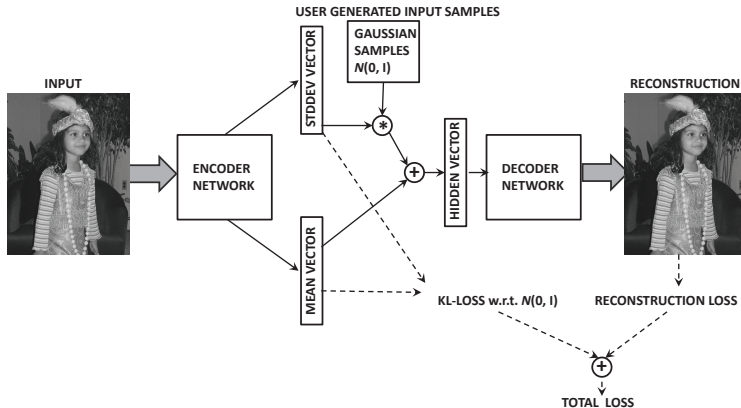 USER GENERATED INPUT SAMPLES
GAUSSIAN
SAMPLES
N(0, I)
INPUT
STDDEV VECTOR
RECONSTRUCTION
*
ENCODER
NETWORK
+
HIDDEN VECTOR
DECODER
NETWORK
MEAN VECTOR
KL-LOSS w.r.t. N(0, I)
RECONSTRUCTION LOSS
+
TOTAL LOSS